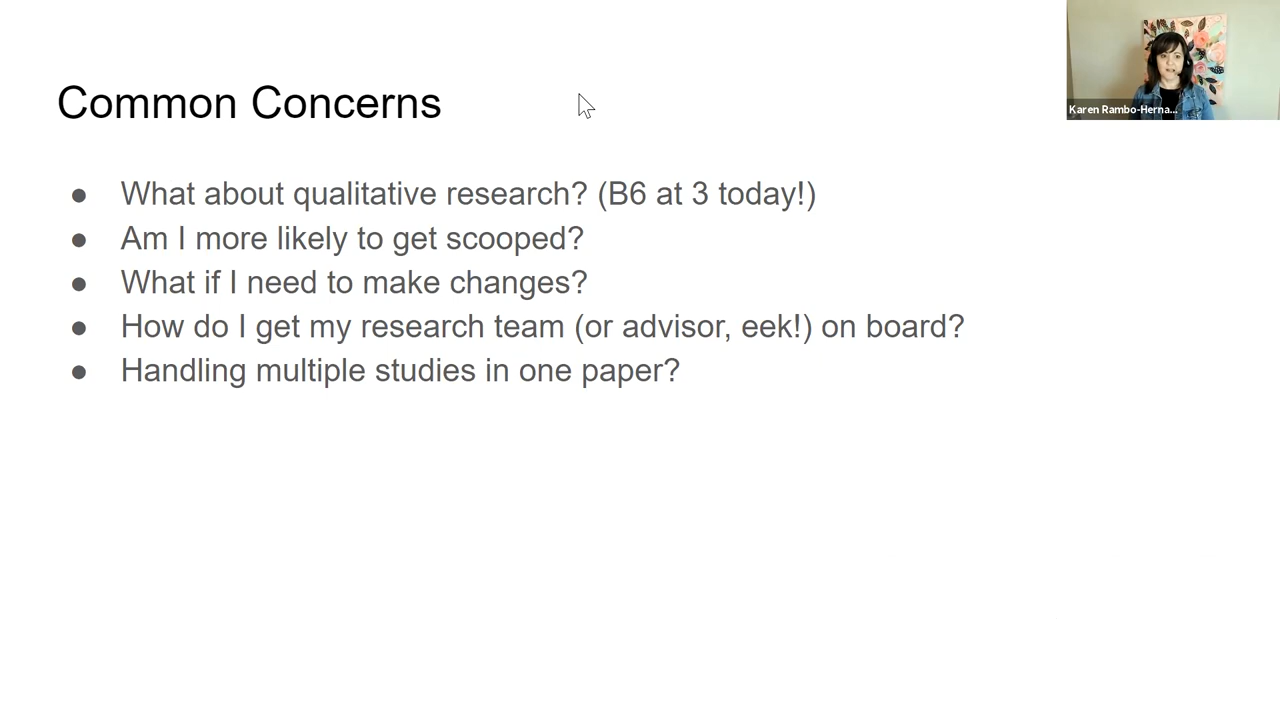 Common Concerns
Karen Rambo-Herna...
● What about qualitative research? (B6 at 3 today!)
● Am I more likely to get scooped?
● What if I need to make changes?
● How do I get my research team (or advisor, eek!) on board?
● Handling multiple studies in one paper?